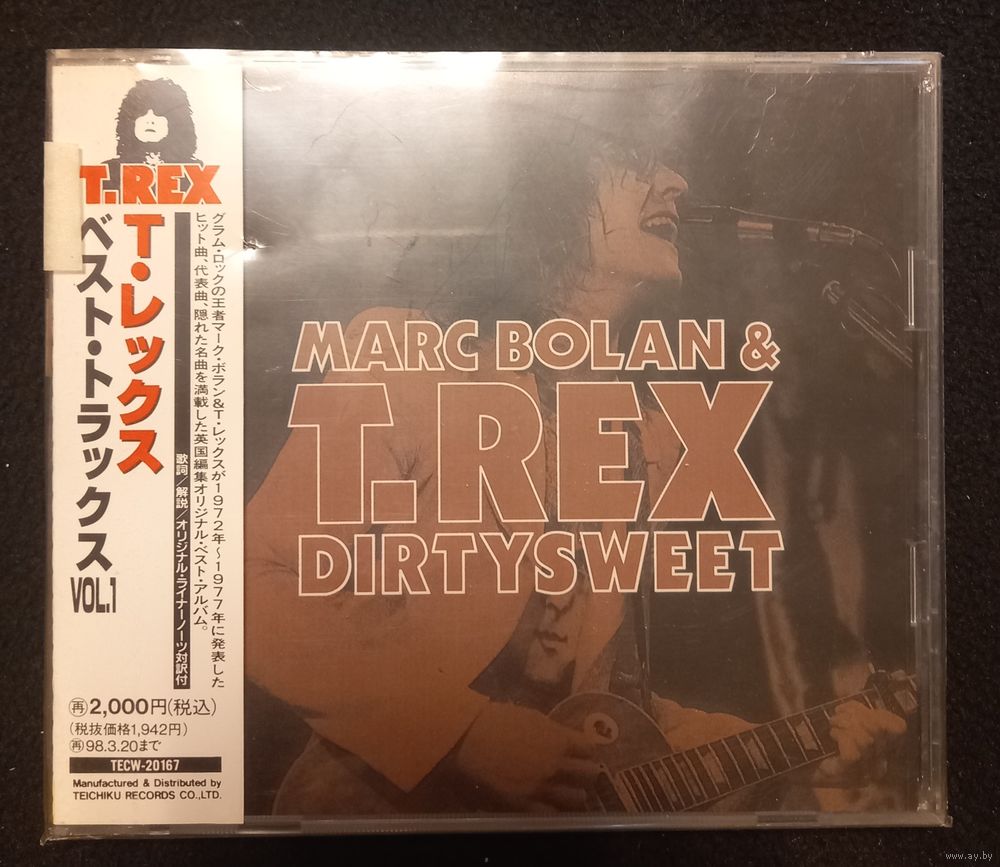 T.REX
T・レックス
ベスト・トラックス
VOL.1
グラム・ロックの王者マーク・ボラン&T・レックスが1972年〜1977年に発表した
ヒット曲、代表曲、隠れた名曲を満載した英国編集オリジナル・ベスト・アルバム。
歌詞/解説/オリジナル・ライナーノーツ対訳付
再2,000円(税込)
(税抜価格1,942円)
再98.3.20まで
TECW-20167
Manufactured & Distributed by
TEICHIKU RECORDS CO.,LTD.
MARC BOLAN &
T.REX
DIRTYSWEET
www.ay.by